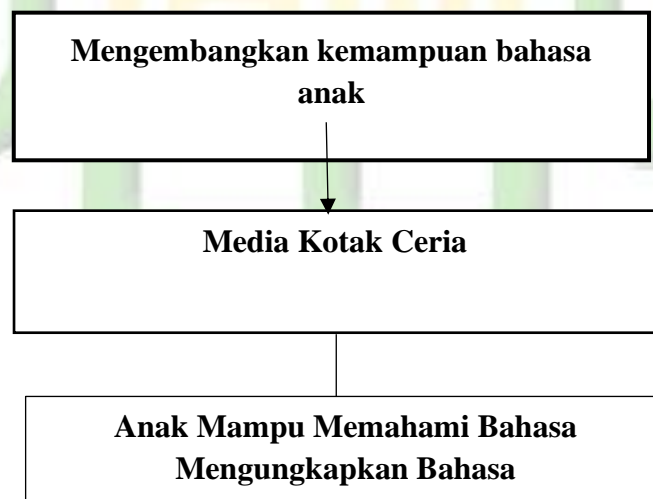 Mengembangkan kemampuan bahasa
anak
Media Kotak Ceria
Anak Mampu Memahami Bahasa
Mengungkapkan Bahasa